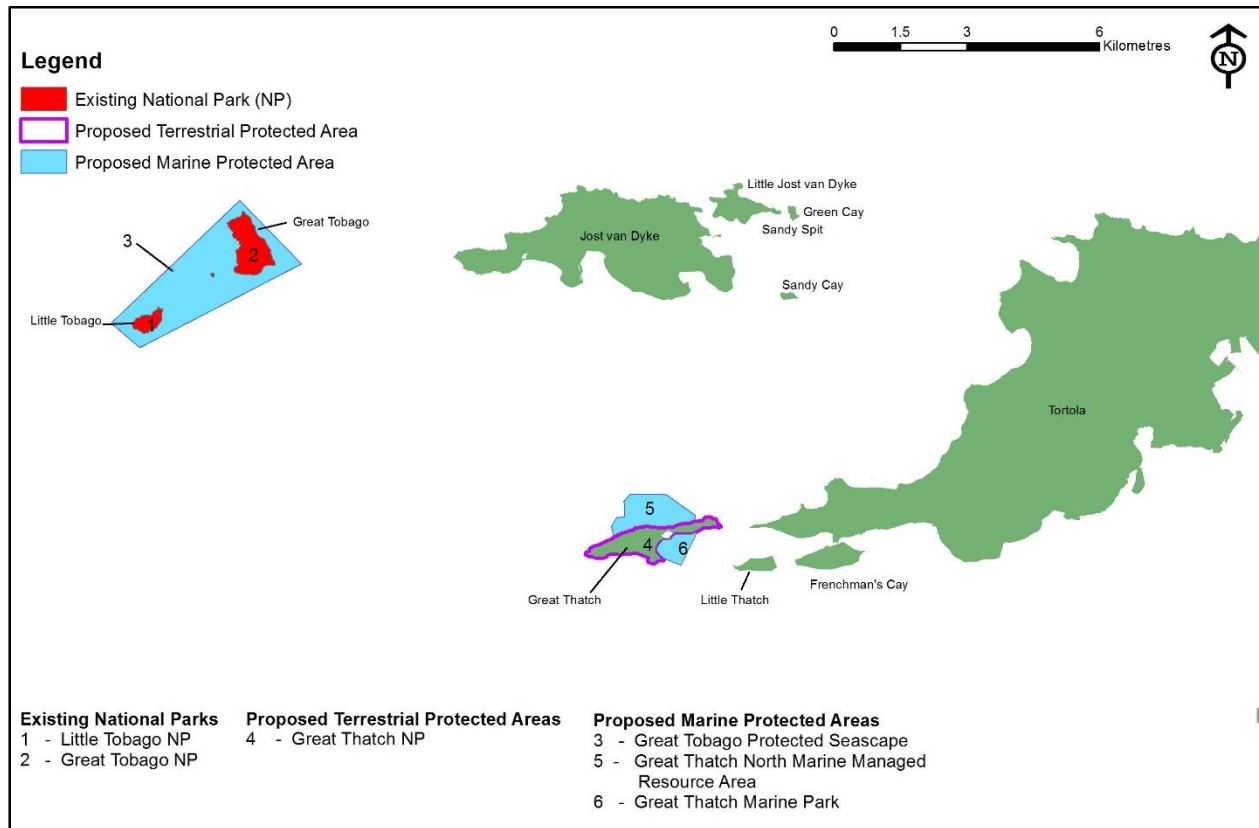 0 1.5 3 6
Kilometres
N
Legend
Existing National Park (NP)
Proposed Terrestrial Protected Area
Proposed Marine Protected Area
Little Jost van Dyke
Great Tobago
Green Cay
3
Jost van Dyke
Sandy Spit
2
Sandy Cay
Little Tobago
1
Tortola
5
4
6
Great Thatch
Little Thatch
Frenchman's Cay
Existing National Parks
1 - Little Tobago NP
2 - Great Tobago NP
Proposed Terrestrial Protected Areas
4 - Great Thatch NP
Proposed Marine Protected Areas
3 - Great Tobago Protected Seascape
5 - Great Thatch North Marine Managed
Resource Area
6 - Great Thatch Marine Park